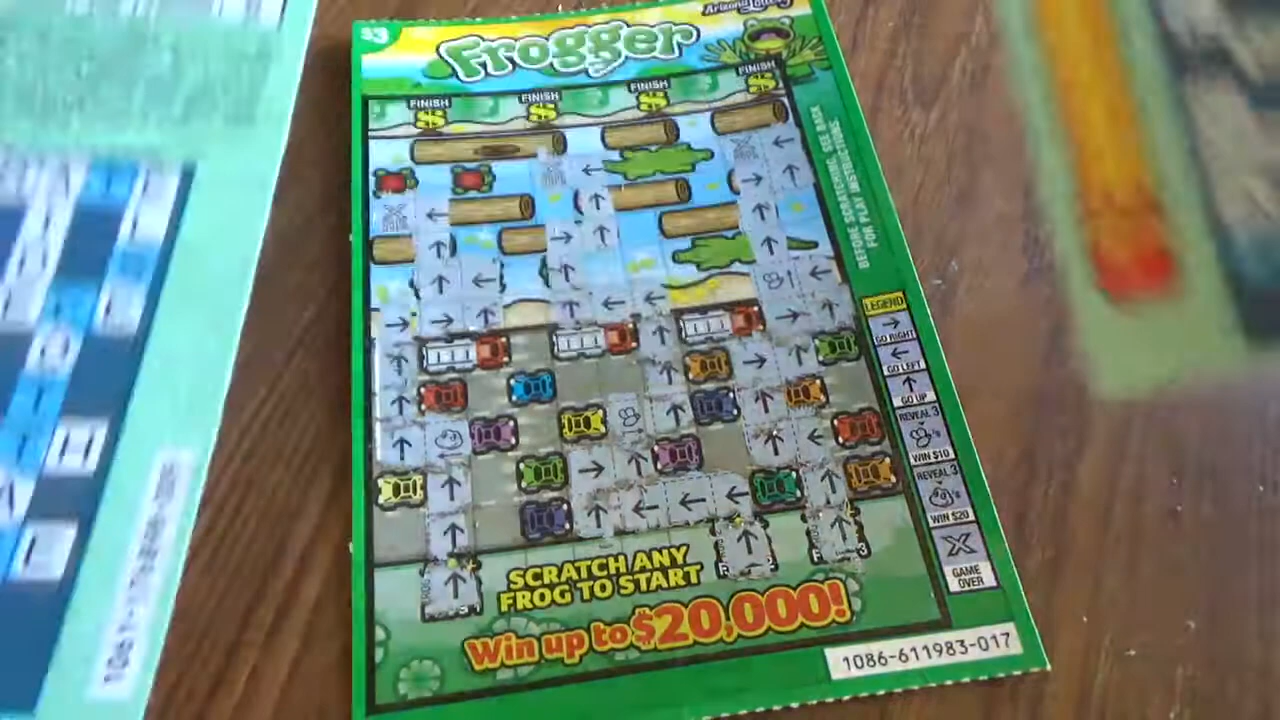 $3
Arizona Lottery
Frogger
FINISH FINISH FINISH FINISH
$ $ $ $
BEFORE SCRATCHING, SEE BACK
FOR PLAY INSTRUCTIONS.
LEGEND
GO RIGHT
GO LEFT
GO UP
REVEAL 3
'S
WIN $10
REVEAL 3
'S
WIN $20
X
GAME
OVER
SCRATCH ANY
FROG TO START
Win up to $20,000!
1086-611983-017